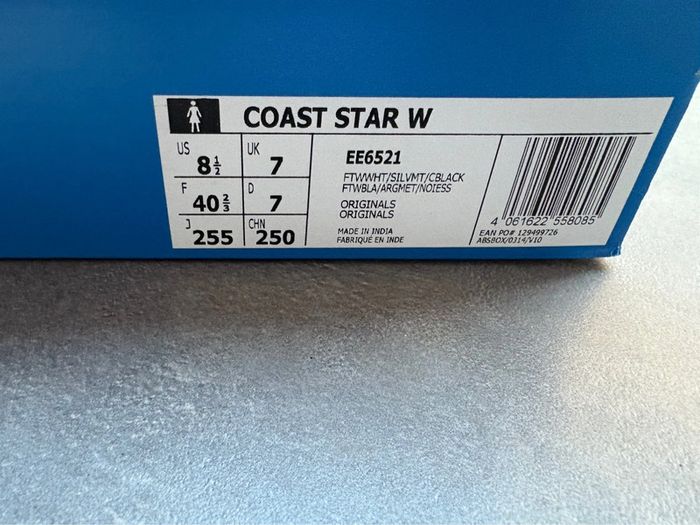 COAST STAR W
US 8½ UK 7
F 40⅔ D 7
J 255 CHN 250
EE6521
FTWWHT/SILVMT/CBLACK
FTWBLA/ARGMET/NOIESS
ORIGINALS
ORIGINALS
MADE IN INDIA
FABRIQUÉ EN INDE
4 061622 558085
EAN PO# 129499726
ABSBOX/0314/V10